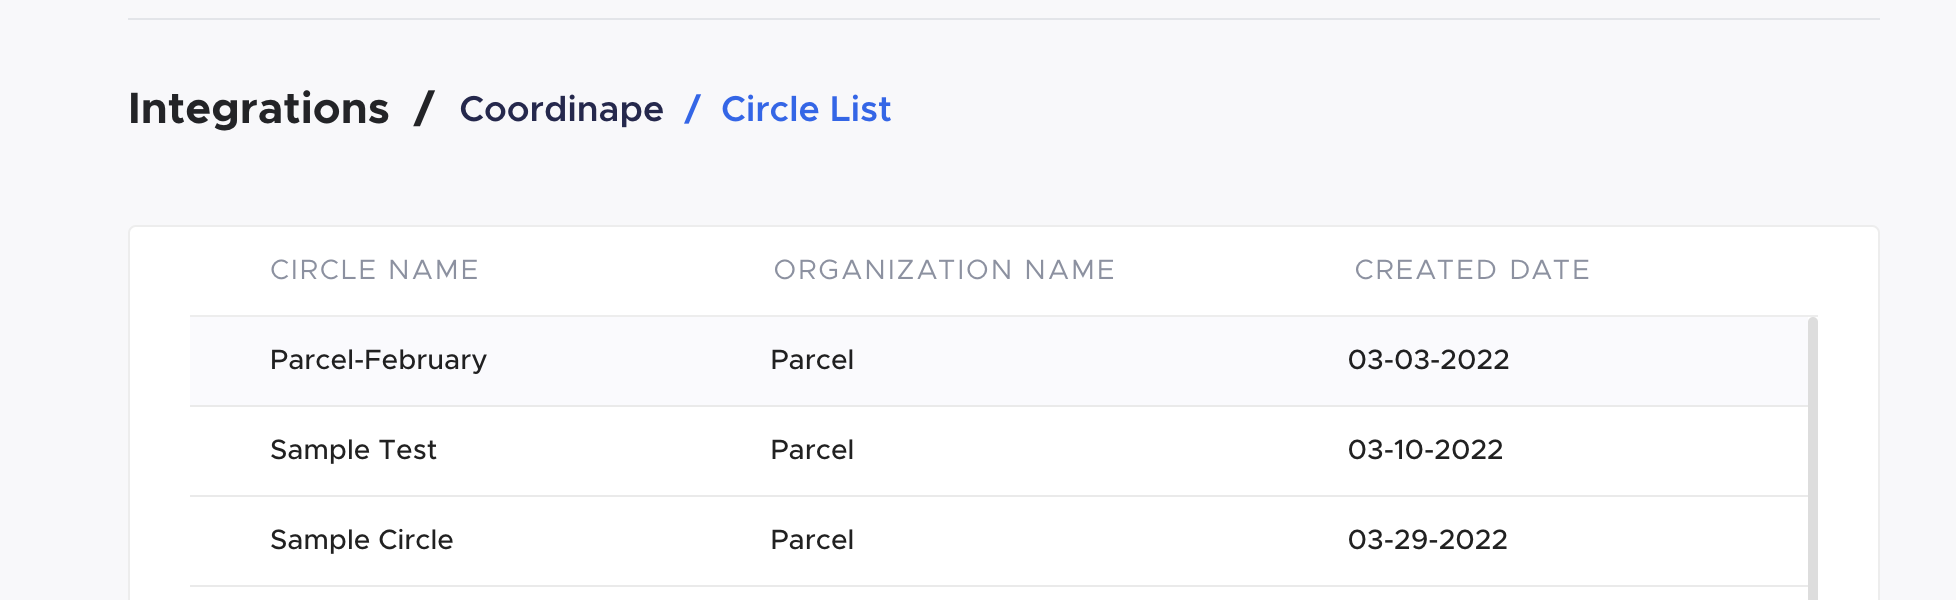 Integrations / Coordinape / Circle List
CIRCLE NAME ORGANIZATION NAME CREATED DATE
Parcel-February Parcel 03-03-2022
Sample Test Parcel 03-10-2022
Sample Circle Parcel 03-29-2022